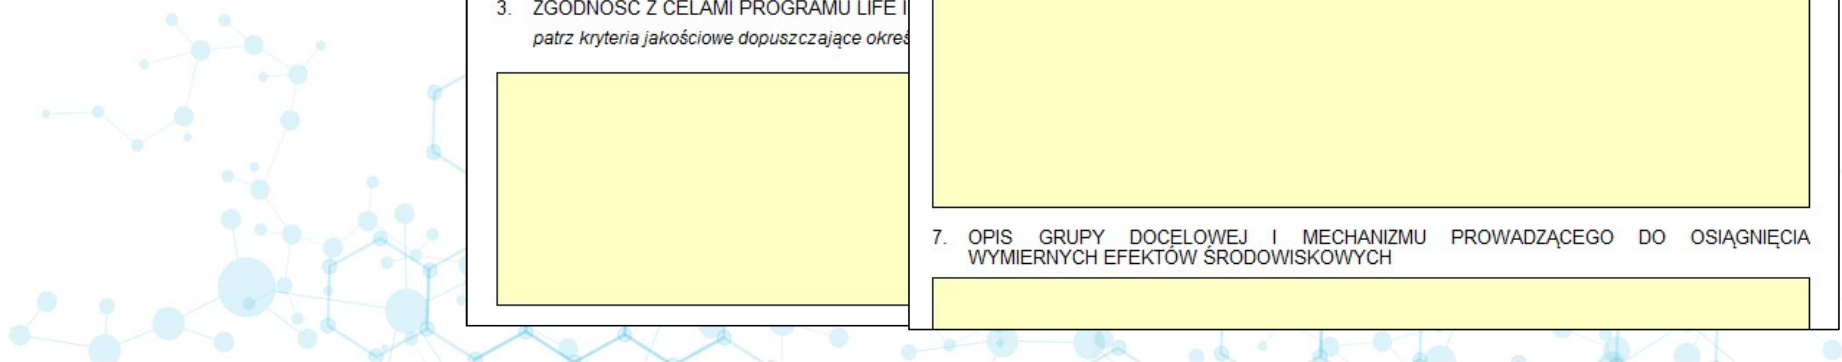 3. ZGODNOŚĆ Z CELAMI PROGRAMU LIFE I
patrz kryteria jakościowe dopuszczające okreś
7. OPIS GRUPY DOCELOWEJ I MECHANIZMU PROWADZĄCEGO DO OSIĄGNIĘCIA
WYMIERNYCH EFEKTÓW ŚRODOWISKOWYCH